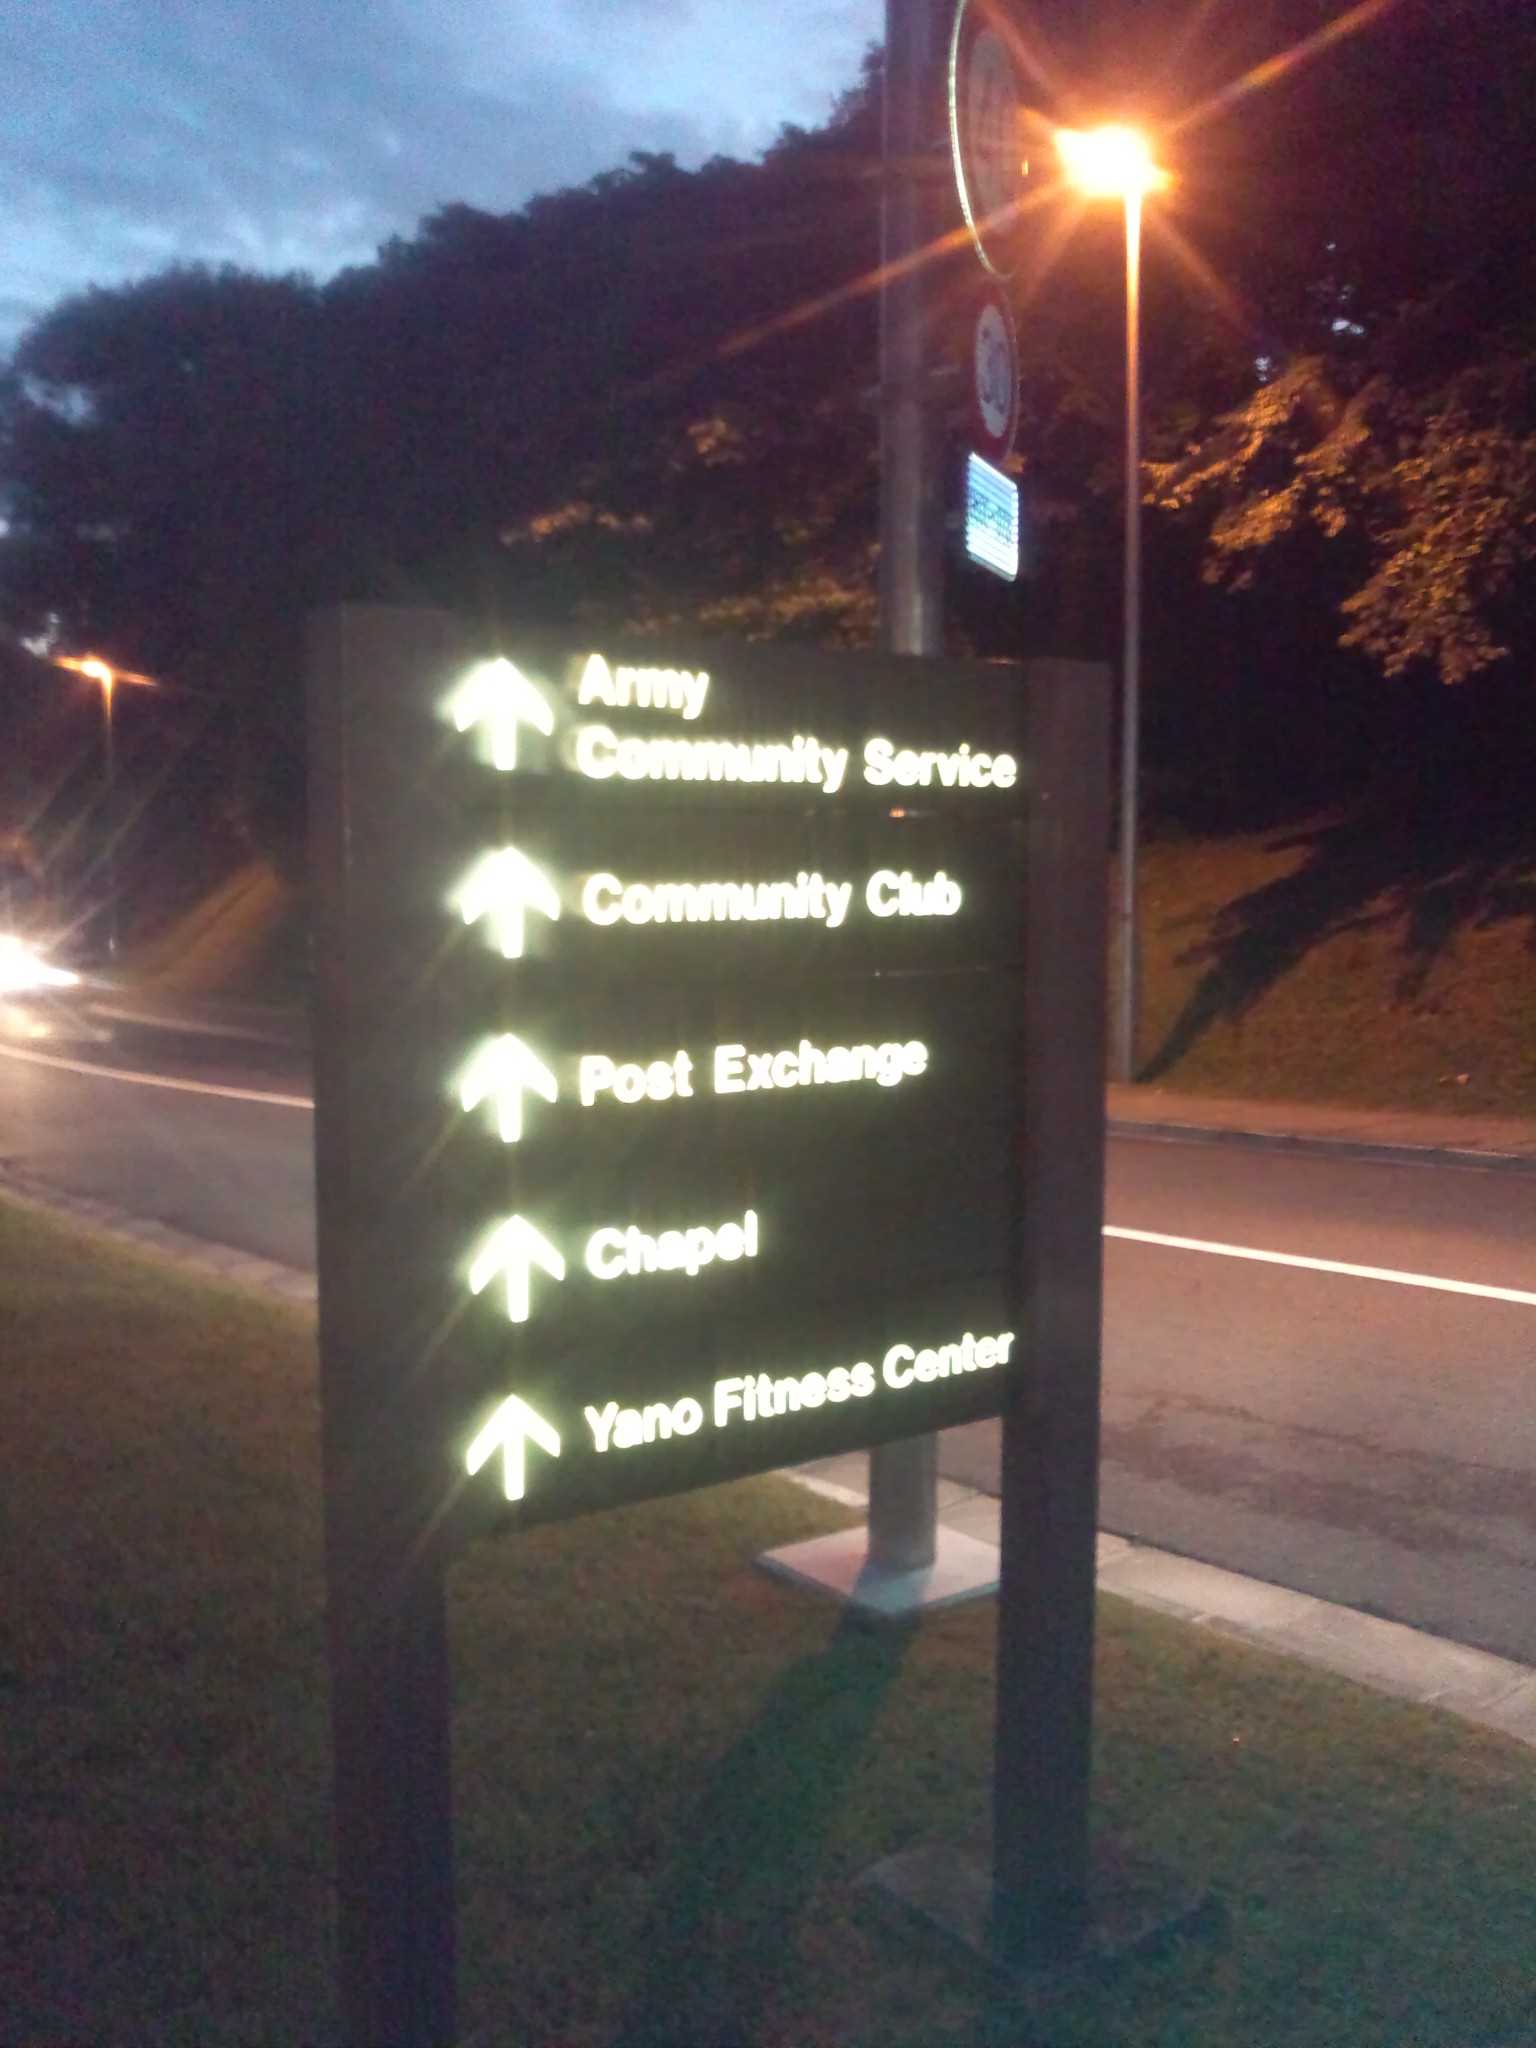 Army
Community Service
Community Club
Post Exchange
Chapel
Yano Fitness Center